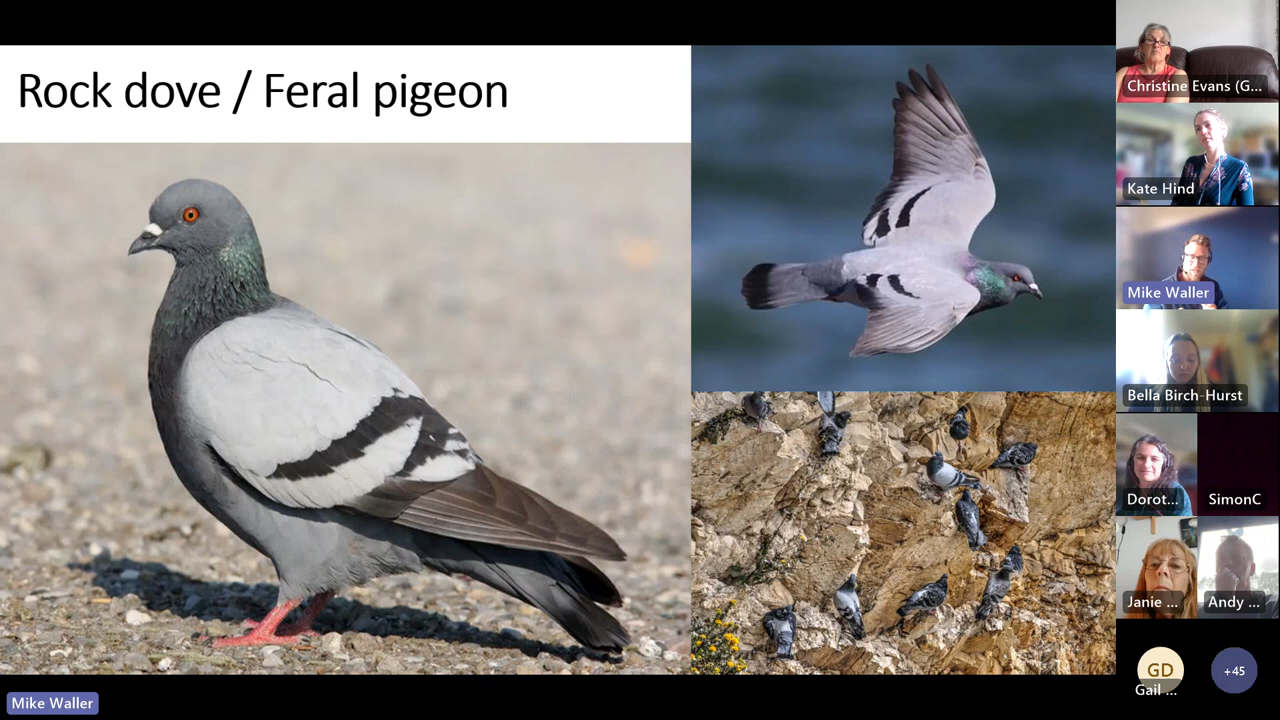 Rock dove / Feral pigeon
Christine Evans (G...
Kate Hind
Mike Waller
Bella Birch-Hurst
Dorot...
SimonC
Janie ...
Andy ...
GD
Gail ...
+45
Mike Waller